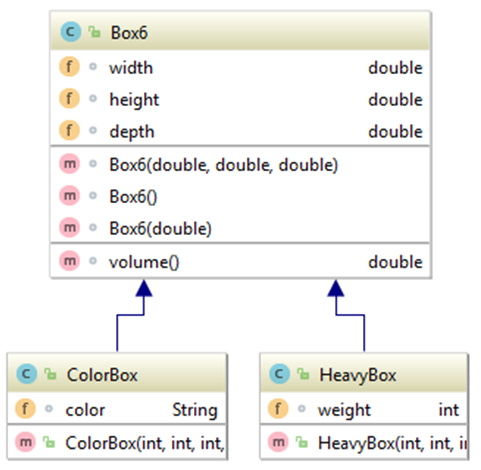 C Box6
f width double
f height double
f depth double
m Box6(double, double, double)
m Box6()
m Box6(double)
m volume() double
C ColorBox
f color String
m ColorBox(int, int, int,
C HeavyBox
f weight int
m HeavyBox(int, int, i